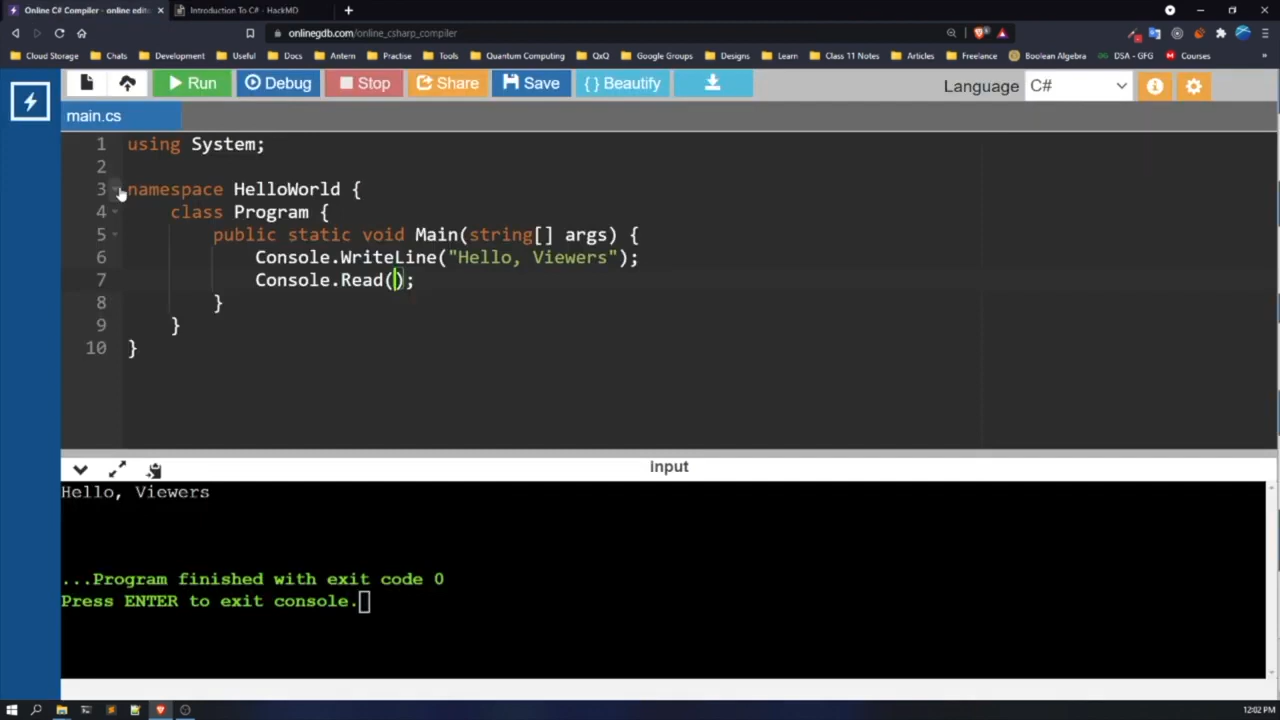 Online C# Compiler - online edit
Introduction To C# - HackMD
onlinegdb.com/online_csharp_compiler
Cloud Storage Chats Development Useful Docs Antern Practise Tools Quantum Computing QxQ Google Groups Designs Learn Class 11 Notes Articles Freelance Boolean Algebra DSA - GFG Courses
Run Debug Stop Share Save { } Beautify Language C#
main.cs
1 using System;
2
3 namespace HelloWorld {
4 class Program {
5 public static void Main(string[] args) {
6 Console.WriteLine("Hello, Viewers");
7 Console.Read();
8 }
9 }
10 }
input
Hello, Viewers
...Program finished with exit code 0
Press ENTER to exit console.
12:02 PM